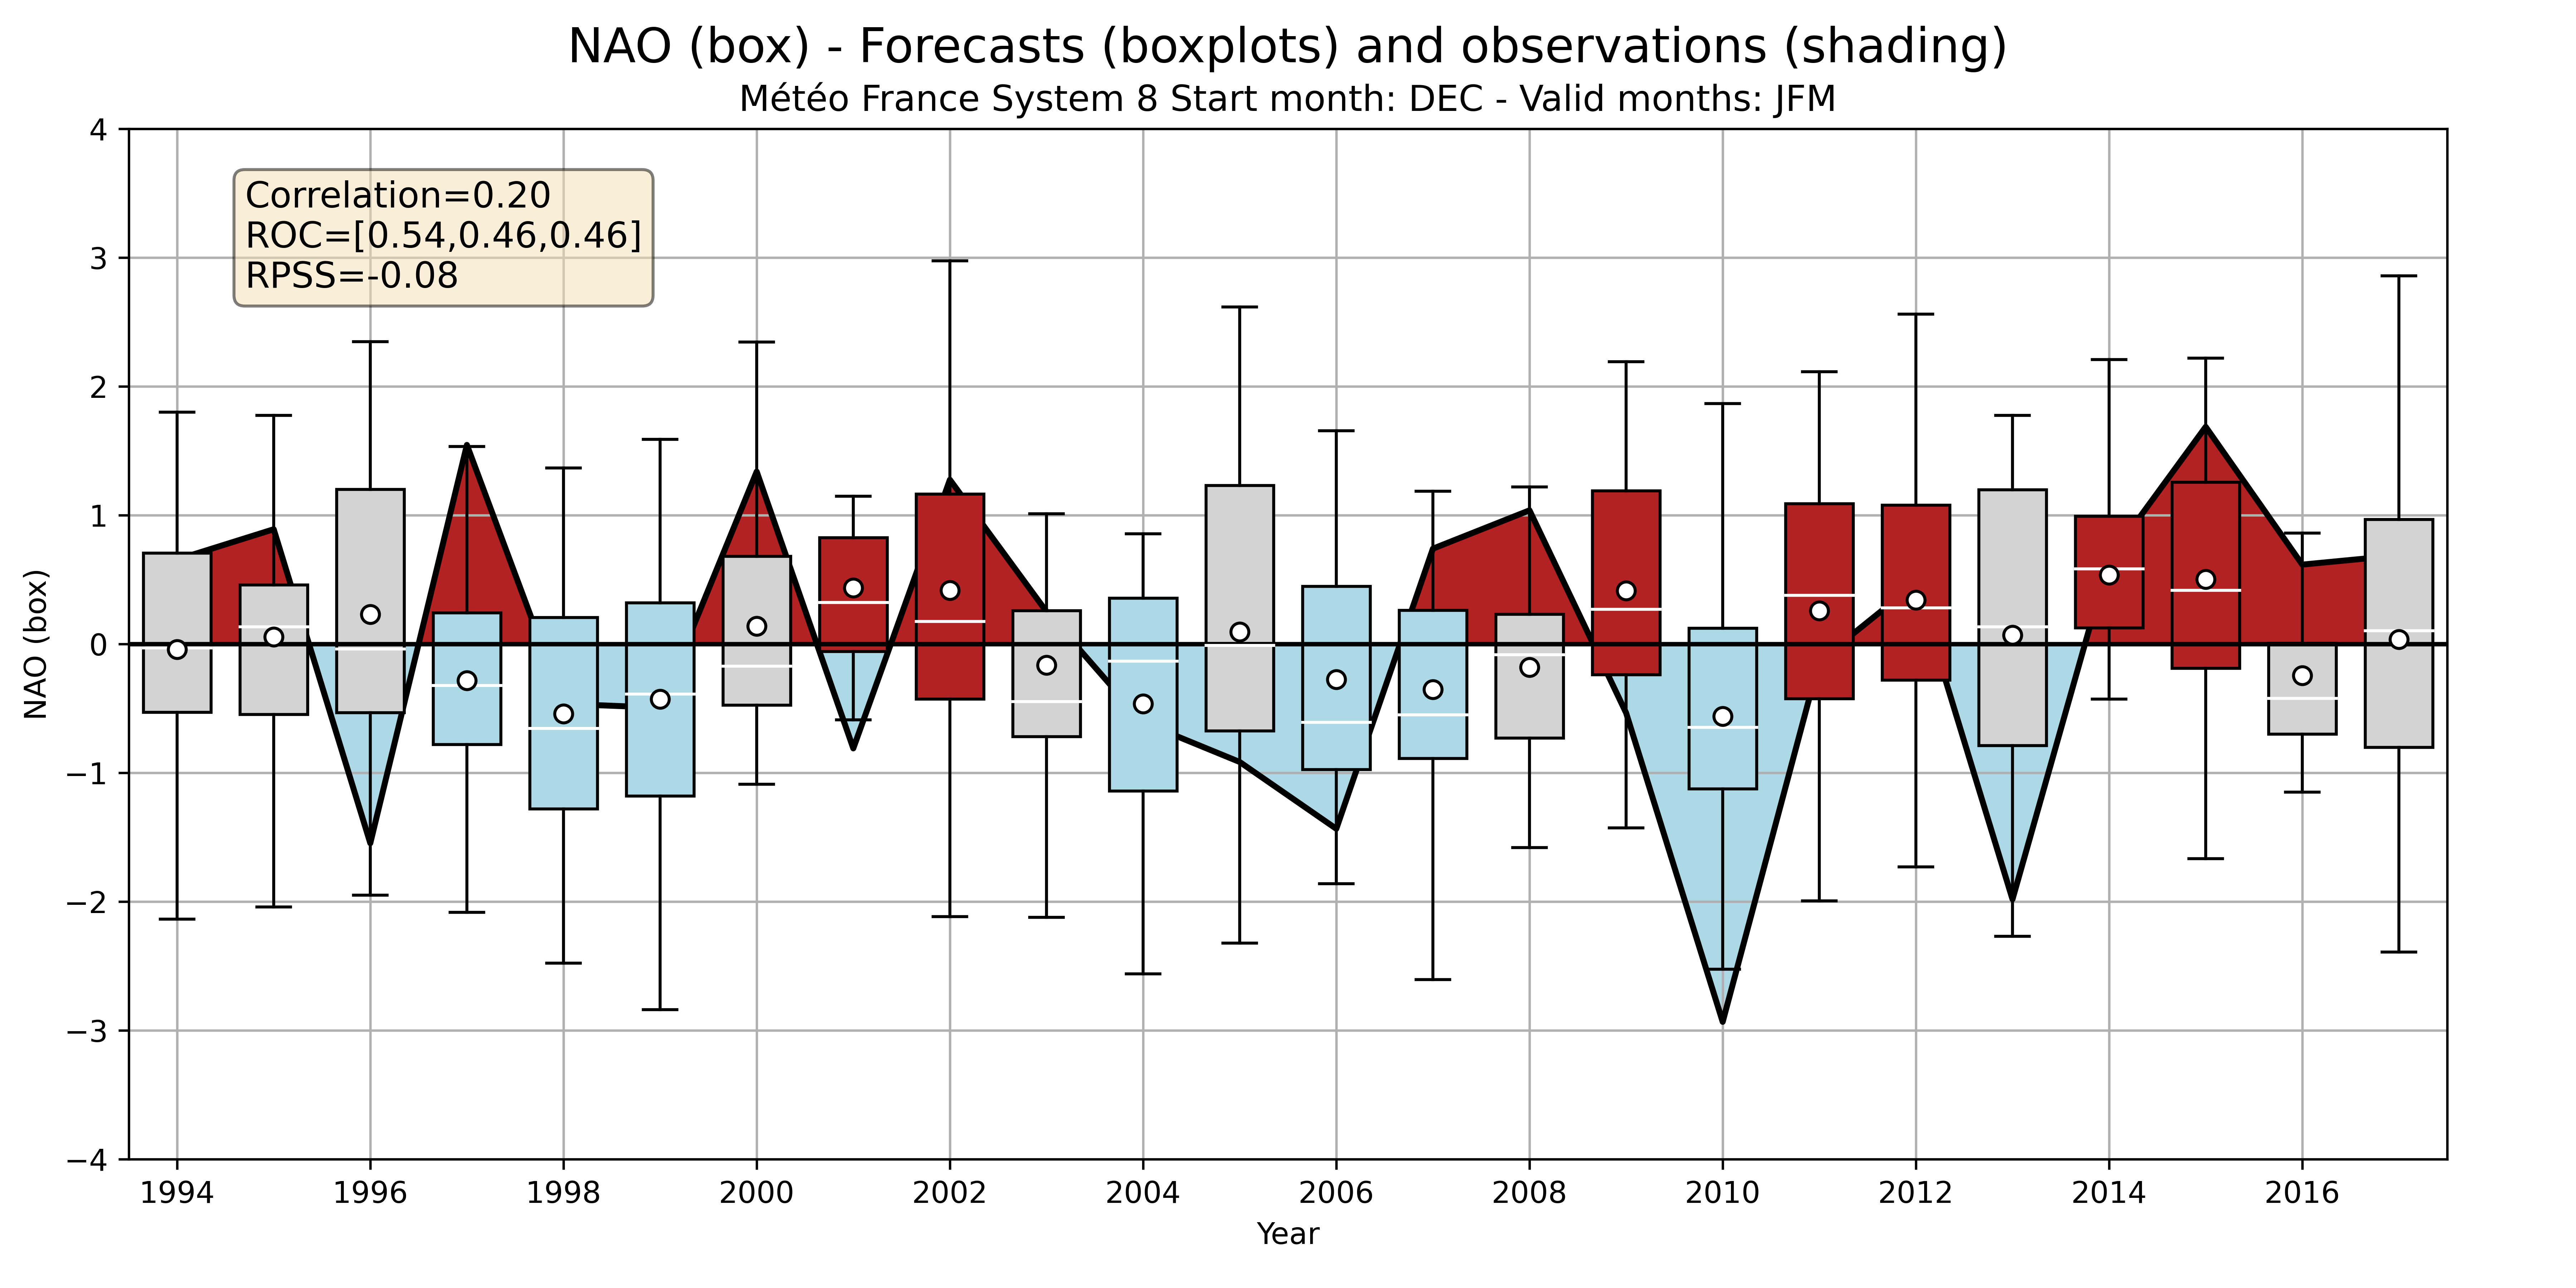 NAO (box) - Forecasts (boxplots) and observations (shading)
Météo France System 8 Start month: DEC - Valid months: JFM
Correlation=0.20
ROC=[0.54,0.46,0.46]
RPSS=-0.08
NAO (box)
4
3
2
1
0
−1
−2
−3
−4
1994 1996 1998 2000 2002 2004 2006 2008 2010 2012 2014 2016
Year